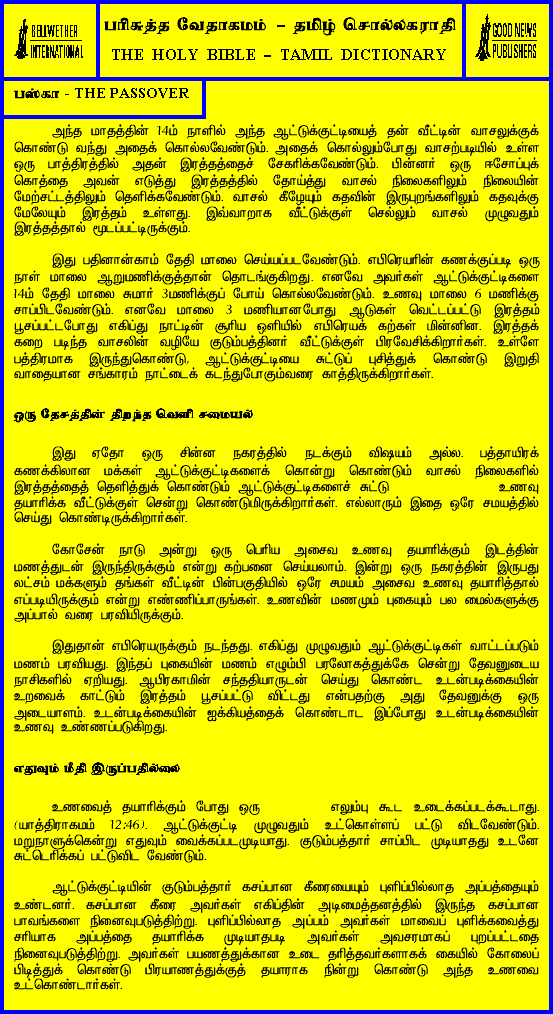 BELLWETHER
INTERNATIONAL
பரிசுத்த வேதாகமம் – தமிழ் சொல்லகராதி
THE HOLY BIBLE – TAMIL DICTIONARY
GOOD NEWS
PUBLISHERS
பஸ்கா - THE PASSOVER
அந்த மாதத்தின் 14ம் நாளில் அந்த ஆட்டுக்குட்டியைத் தன் வீட்டின் வாசலுக்குக்
கொண்டு வந்து அதைக் கொல்லவேண்டும். அதைக் கொல்லும்போது வாசற்படியில் உள்ள
ஒரு பாத்திரத்தில் அதன் இரத்தத்தைச் சேகரிக்கவேண்டும். பின்னர் ஒரு ஈசோப்புக்
கொத்தை அவன் எடுத்து இரத்தத்தில் தோய்த்து வாசல் நிலைகளிலும் நிலையின்
மேற்சட்டத்திலும் தெளிக்கவேண்டும். வாசல் கீழேயும் கதவின் இருபுறங்களிலும் கதவுக்கு
மேலேயும் இரத்தம் உள்ளது. இவ்வாறாக வீட்டுக்குள் செல்லும் வாசல் முழுவதும்
இரத்தத்தால் மூடப்பட்டிருக்கும்.
இது பதினான்காம் தேதி மாலை செய்யப்படவேண்டும். எபிரெயரின் கணக்குப்படி ஒரு
நாள் மாலை ஆறுமணிக்குத்தான் தொடங்குகிறது. எனவே அவர்கள் ஆட்டுக்குட்டிகளை
14ம் தேதி மாலை சுமார் 3மணிக்குப் போய் கொல்லவேண்டும். உணவு மாலை 6 மணிக்கு
சாப்பிடவேண்டும். எனவே மாலை 3 மணியானபோது ஆடுகள் வெட்டப்பட்டு இரத்தம்
பூசப்பட்டபோது எகிப்து நாட்டின் சூரிய ஒளியில் எபிரெயக் கற்கள் மின்னின. இரத்தக்
கறை படிந்த வாசலின் வழியே குடும்பத்தினர் வீட்டுக்குள் பிரவேசிக்கிறார்கள். உள்ளே
பத்திரமாக இருந்துகொண்டு, ஆட்டுக்குட்டியை சுட்டுப் புசித்துக் கொண்டு இறுதி
வாதையான சங்காரம் நாட்டைக் கடந்துபோகும்வரை காத்திருக்கிறார்கள்.
ஒரு தேசத்தின் திறந்த வெளி சமையல்
இது ஏதோ ஒரு சின்ன நகரத்தில் நடக்கும் விஷயம் அல்ல. பத்தாயிரக்
கணக்கிலான மக்கள் ஆட்டுக்குட்டிகளைக் கொன்று கொண்டும் வாசல் நிலைகளில்
இரத்தத்தைத் தெளித்துக் கொண்டும் ஆட்டுக்குட்டிகளைச் சுட்டு உணவு
தயாரிக்க வீட்டுக்குள் சென்று கொண்டுமிருக்கிறார்கள். எல்லாரும் இதை ஒரே சமயத்தில்
செய்து கொண்டிருக்கிறார்கள்.
கோசேன் நாடு அன்று ஒரு பெரிய அசைவ உணவு தயாரிக்கும் இடத்தின்
மணத்துடன் இருந்திருக்கும் என்று கற்பனை செய்யலாம். இன்று ஒரு நகரத்தின் இருபது
லட்சம் மக்களும் தங்கள் வீட்டின் பின்பகுதியில் ஒரே சமயம் அசைவ உணவு தயாரித்தால்
எப்படியிருக்கும் என்று எண்ணிப்பாருங்கள். உணவின் மணமும் புகையும் பல மைல்களுக்கு
அப்பால் வரை பரவியிருக்கும்.
இதுதான் எபிரெயருக்கும் நடந்தது. எகிப்து முழுவதும் ஆட்டுக்குட்டிகள் வாட்டப்படும்
மணம் பரவியது. இந்தப் புகையின் மணம் எழும்பி பரலோகத்துக்கே சென்று தேவனுடைய
நாசிகளில் ஏறியது. ஆபிரகாமின் சந்ததியாருடன் செய்து கொண்ட உடன்படிக்கையின்
உறவைக் காட்டும் இரத்தம் பூசப்பட்டு விட்டது என்பதற்கு அது தேவனுக்கு ஒரு
அடையாளம். உடன்படிக்கையின் ஐக்கியத்தைக் கொண்டாட இப்போது உடன்படிக்கையின்
உணவு உண்ணப்படுகிறது.
எதுவும் மீதி இருப்பதில்லை
உணவைத் தயாரிக்கும் போது ஒரு எலும்பு கூட உடைக்கப்படக்கூடாது.
(யாத்திராகமம் 12:46). ஆட்டுக்குட்டி முழுவதும் உட்கொள்ளப் பட்டு விடவேண்டும்.
மறுநாளுக்கென்று எதுவும் வைக்கப்படமுடியாது. குடும்பத்தார் சாப்பிட முடியாதது உடனே
சுட்டெரிக்கப் பட்டுவிட வேண்டும்.
ஆட்டுக்குட்டியின் குடும்பத்தார் கசப்பான கீரையையும் புளிப்பில்லாத அப்பத்தையும்
உண்டனர். கசப்பான கீரை அவர்கள் எகிப்தின் அடிமைத்தனத்தில் இருந்த கசப்பான
பாவங்களை நினைவுபடுத்திற்று. புளிப்பில்லாத அப்பம் அவர்கள் மாவைப் புளிக்கவைத்து
சரியாக அப்பத்தை தயாரிக்க முடியாதபடி அவர்கள் அவசரமாகப் புறப்பட்டதை
நினைவுபடுத்திற்று. அவர்கள் பயணத்துக்கான உடை தரித்தவர்களாகக் கையில் கோலைப்
பிடித்துக் கொண்டு பிரயாணத்துக்குத் தயாராக நின்று கொண்டு அந்த உணவை
உட்கொண்டார்கள்.